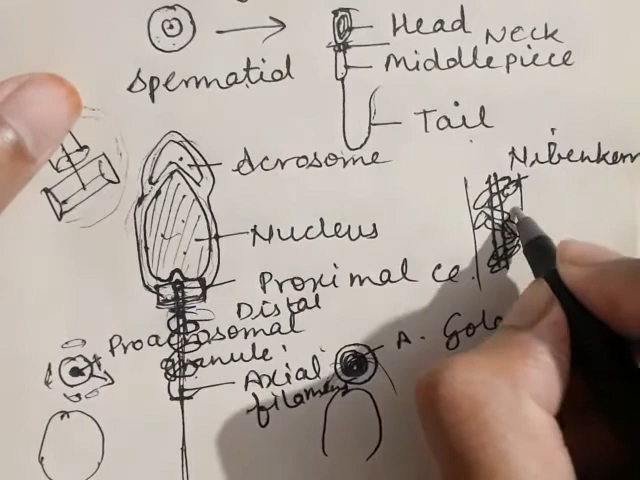 Head
Neck
Spermatid
Middlepiece
Tail
Acrosome
Nibenkern
Nucleus
Proximal ce.
Distal
Proacrosomal
granule
A. Gol
Axial
filament